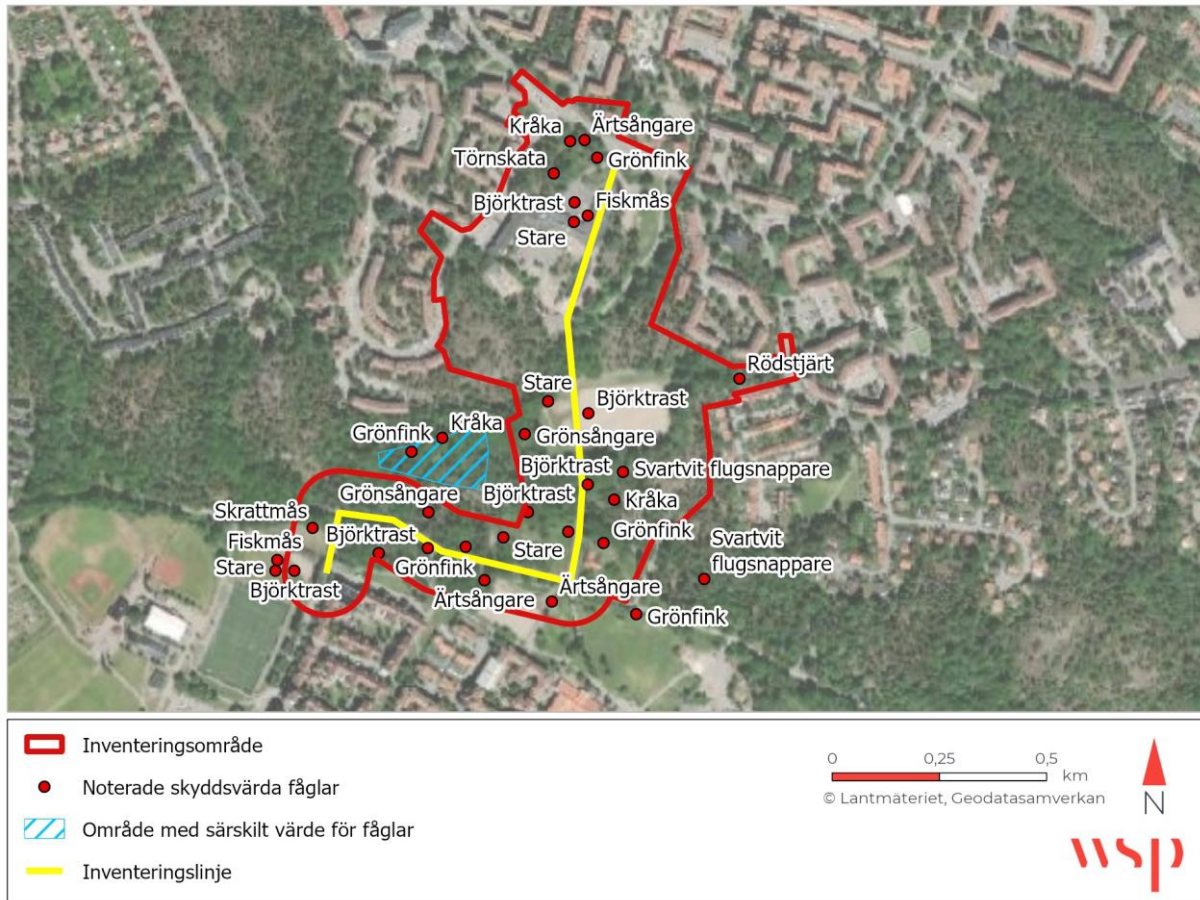 Kråka
Ärtsångare
Grönfink
Törnskata
Björktrast
Fiskmås
Stare
Rödstjärt
Stare
Björktrast
Kråka
Grönfink
Grönsångare
Björktrast
Svartvit flugsnappare
Grönsångare
Björktrast
Kråka
Skrattmås
Björktrast
Stare
Grönfink
Svartvit
flugsnappare
Fiskmås
Stare
Grönfink
Björktrast
Ärtsångare
Ärtsångare
Grönfink
Inventeringsområde
Noterade skyddsvärda fåglar
Område med särskilt värde för fåglar
Inventeringslinje
0 0,25 0,5
km
© Lantmäteriet, Geodatasamverkan
N
wsp